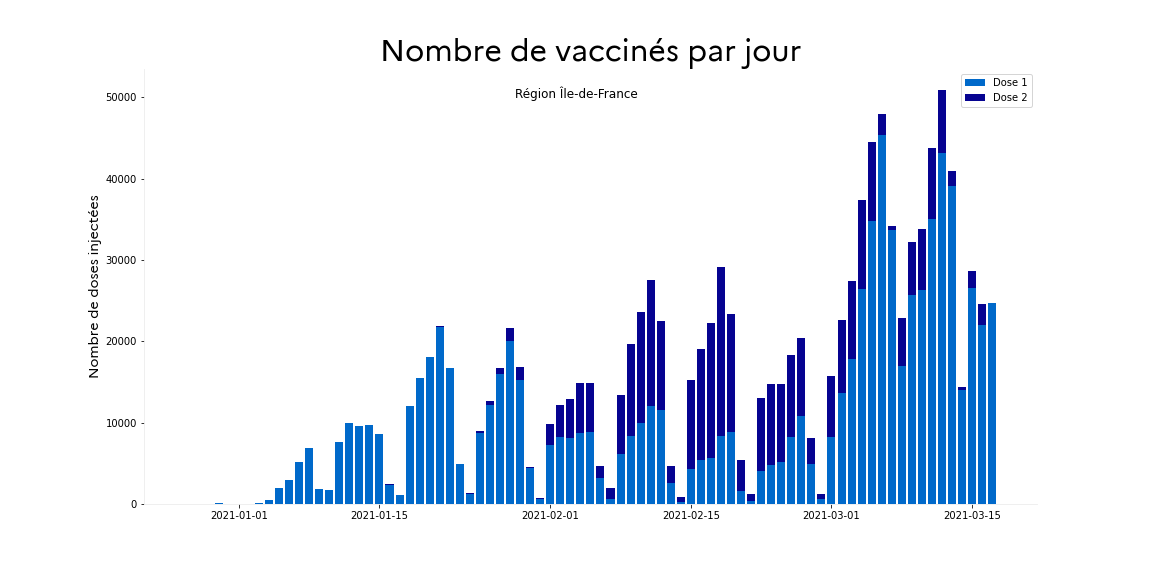 Nombre de vaccinés par jour
Région Île-de-France
Dose 1
Dose 2
Nombre de doses injectées
50000
40000
30000
20000
10000
0
2021-01-01
2021-01-15
2021-02-01
2021-02-15
2021-03-01
2021-03-15